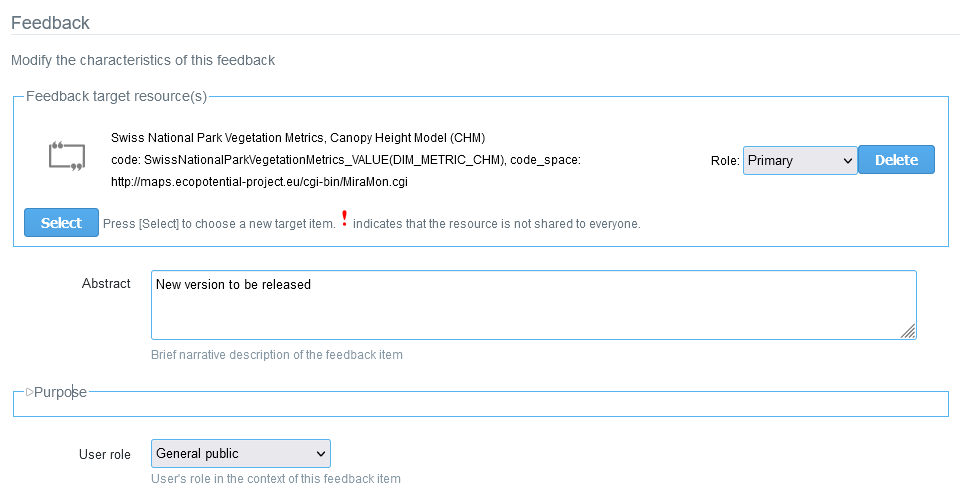 Feedback
Modify the characteristics of this feedback
Feedback target resource(s)
Swiss National Park Vegetation Metrics, Canopy Height Model (CHM)
code: SwissNationalParkVegetationMetrics_VALUE(DIM_METRIC_CHM), code_space:
http://maps.ecopotential-project.eu/cgi-bin/MiraMon.cgi
Role: Primary Delete
Select Press [Select] to choose a new target item. ! indicates that the resource is not shared to everyone.
Abstract New version to be released
Brief narrative description of the feedback item
Purpose
User role General public
User's role in the context of this feedback item